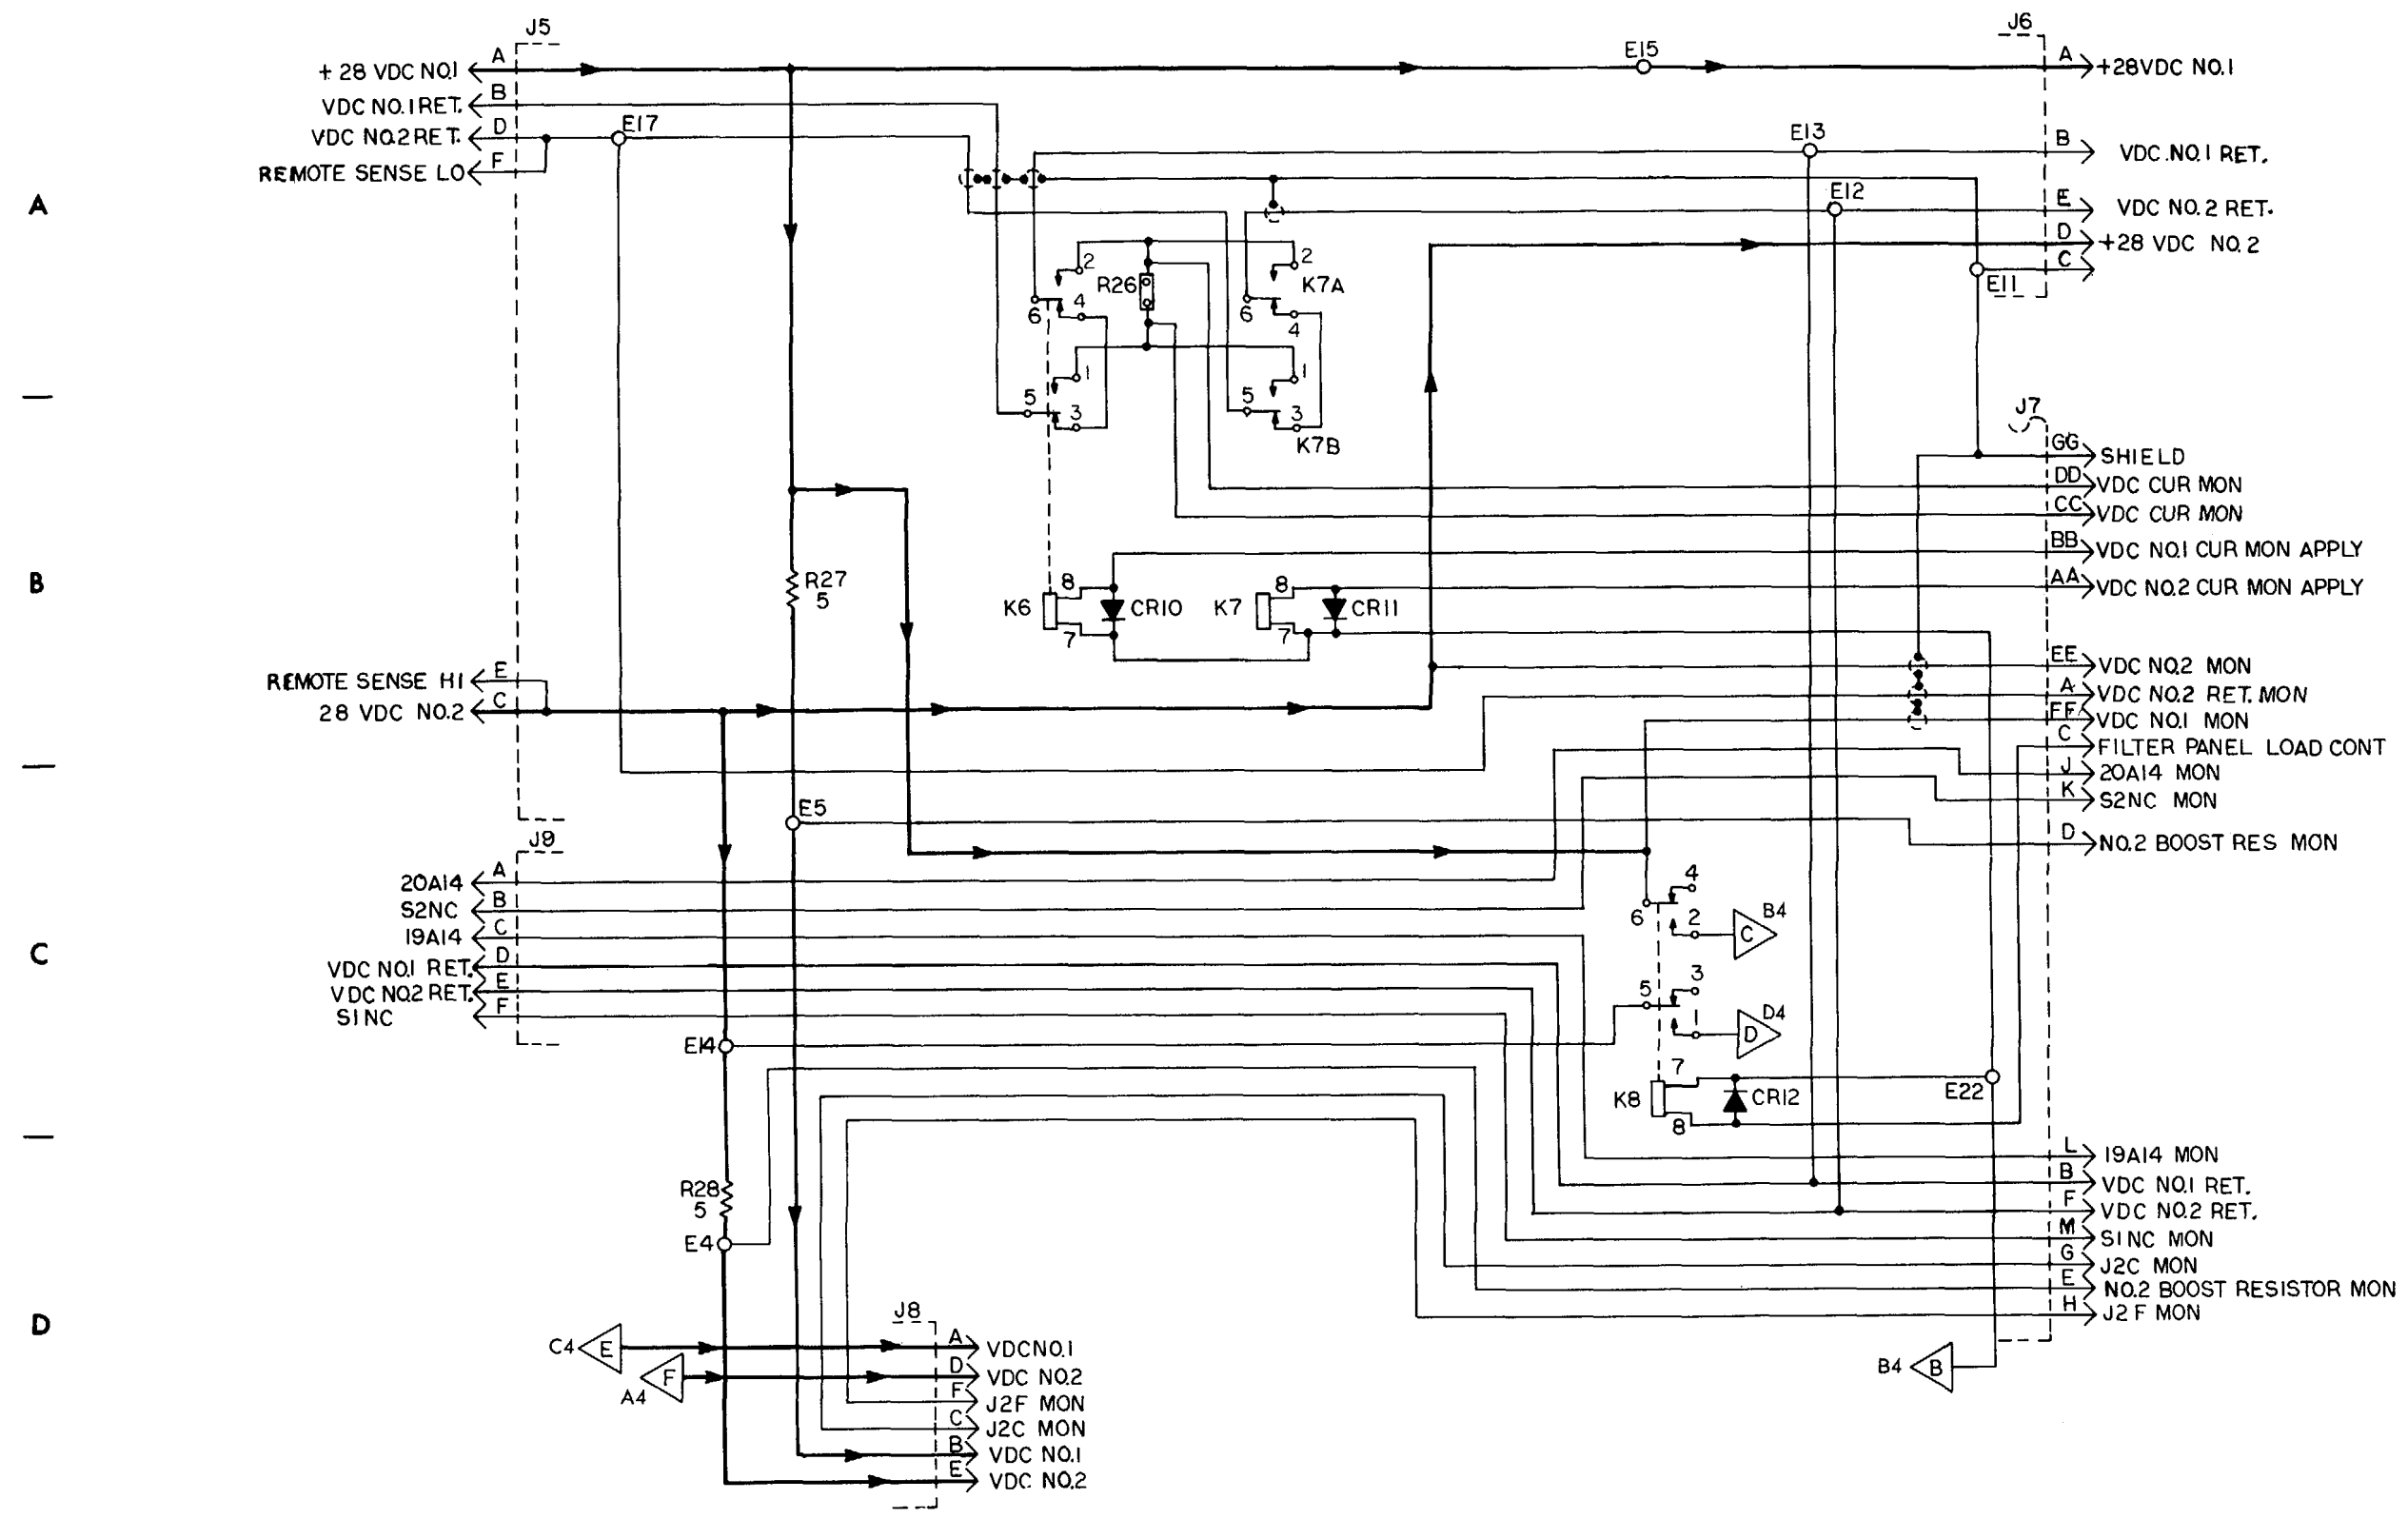 J5
J6
A
+28 VDC NO.1
E15
A
+28VDC NO.1
B
VDC NO.1 RET.
D
VDC NO.2 RET.
E17
E13
B
VDC NO.1 RET.
F
REMOTE SENSE LO
A
E12
E
VDC NO.2 RET.
D
+28 VDC NO.2
C
E11
2
R26
4
6
2
K7A
6
4
1
5
3
1
5
3
K7B
J7
GG
SHIELD
DD
VDC CUR MON
CC
VDC CUR MON
BB
VDC NO.1 CUR MON APPLY
B
R27
5
K6
8
7
CR10
K7
8
7
CR11
AA
VDC NO.2 CUR MON APPLY
E
REMOTE SENSE HI
C
28 VDC NO.2
EE
VDC NO.2 MON
A
VDC NO.2 RET. MON
FF
VDC NO.1 MON
C
FILTER PANEL LOAD CONT
J
20A14 MON
K
S2NC MON
E5
D
NO.2 BOOST RES MON
J9
A
20A14
B
S2NC
C
19A14
D
VDC NO.1 RET.
E
VDC NO.2 RET.
F
S1NC
C
4
6
2
C
B4
3
5
1
D
D4
E14
7
K8
8
CR12
E22
R28
5
E4
L
19A14 MON
B
VDC NO.1 RET.
F
VDC NO.2 RET.
M
S1NC MON
G
J2C MON
E
NO.2 BOOST RESISTOR MON
H
J2F MON
D
J8
C4
E
A
VDC NO.1
A4
F
D
VDC NO.2
F
J2F MON
C
J2C MON
B
VDC NO.1
E
VDC NO.2
B4
B